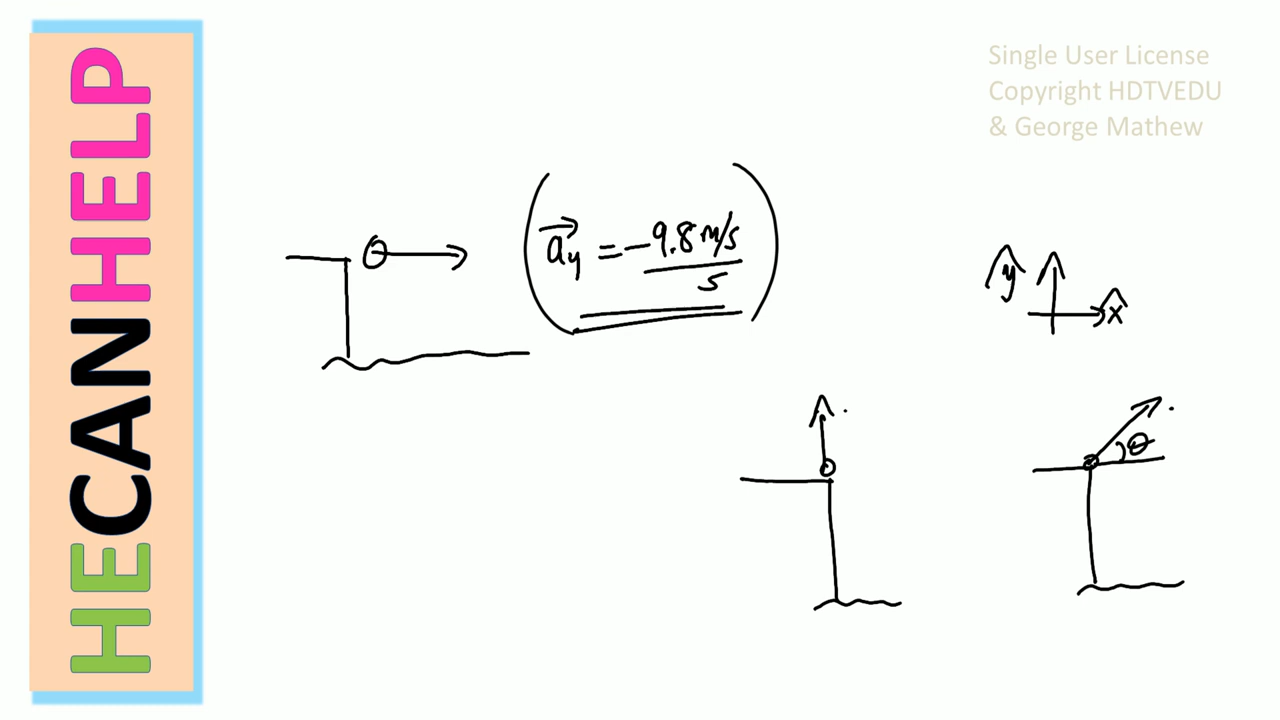 HECANHELP
Single User License
Copyright HDTVEDU
& George Mathew
a⃗y = -9.8 m/s
s
ŷ
x̂
θ